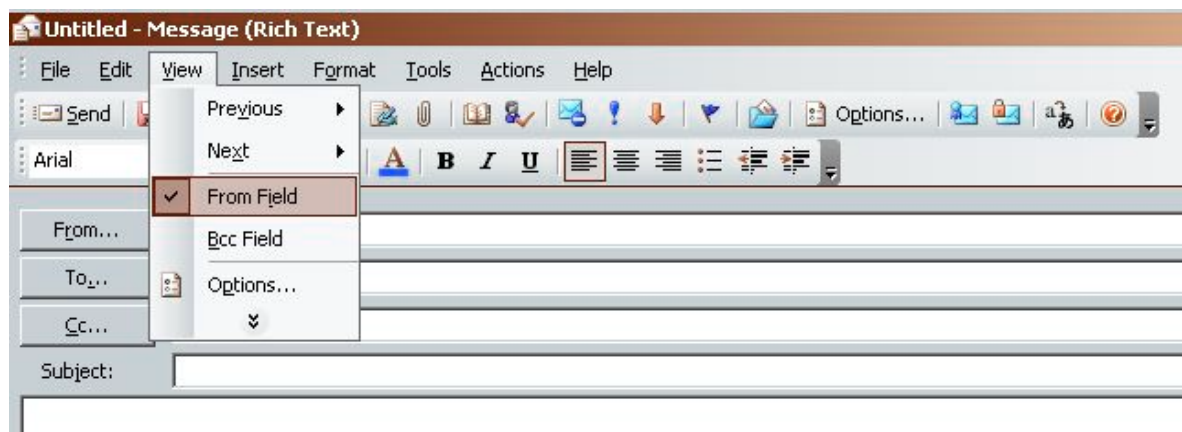 Untitled - Message (Rich Text)
File Edit View Insert Format Tools Actions Help
Send Options...
Arial A B I U
Previous
Next
From Field
Bcc Field
Options...
From...
To...
Cc...
Subject: